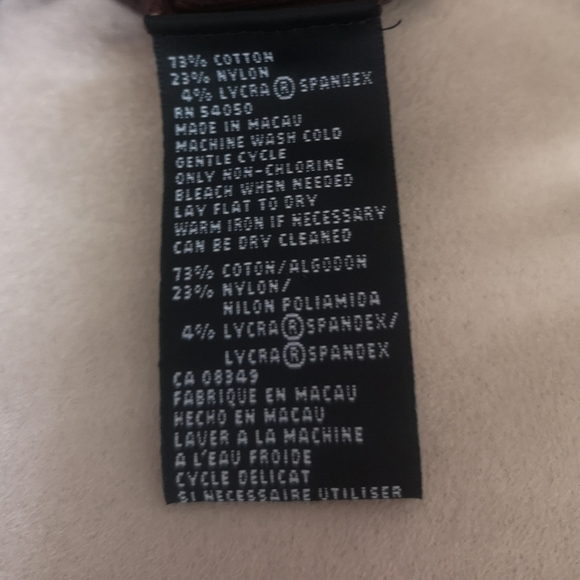 73% COTTON
23% NYLON
4% LYCRA® SPANDEX
RN 54050
MADE IN MACAU
MACHINE WASH COLD
GENTLE CYCLE
ONLY NON-CHLORINE
BLEACH WHEN NEEDED
LAY FLAT TO DRY
WARM IRON IF NECESSARY
CAN BE DRY CLEANED
73% COTON/ALGODON
23% NYLON/
NILON POLIAMIDA
4% LYCRA®SPANDEX/
LYCRA®SPANDEX
CA 08349
FABRIQUE EN MACAU
HECHO EN MACAU
LAVER A LA MACHINE
A L'EAU FROIDE
CYCLE DELICAT
SI NECESSAIRE UTILISER